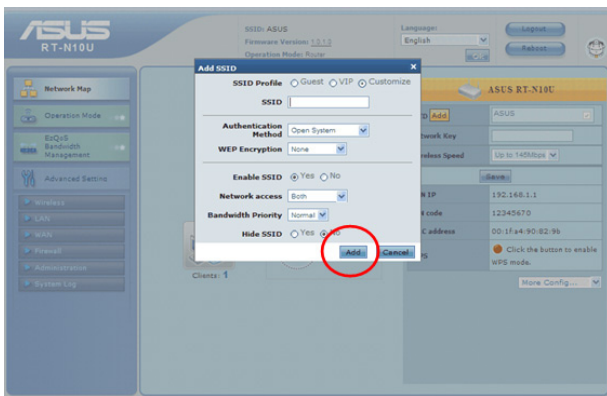 ASUS
RT-N10U
SSID: ASUS
Firmware Version: 1.0.1.0
Operation Mode: Router
Language:
English
Logout
Reboot
Network Map
Operation Mode
EzQoS
Bandwidth
Management
Advanced Setting
Wireless
LAN
WAN
Firewall
Administration
System Log
Add SSID
x
SSID Profile Guest VIP Customize
SSID
Authentication
Method Open System
WEP Encryption None
Enable SSID Yes No
Network access Both
Bandwidth Priority Normal
Hide SSID Yes No
Add Cancel
Clients: 1
ASUS RT-N10U
Add ASUS
Up to 145Mbps
Save
192.168.1.1
12345670
00:1f:a4:90:82:9b
Click the button to enable
WPS mode.
More Config...